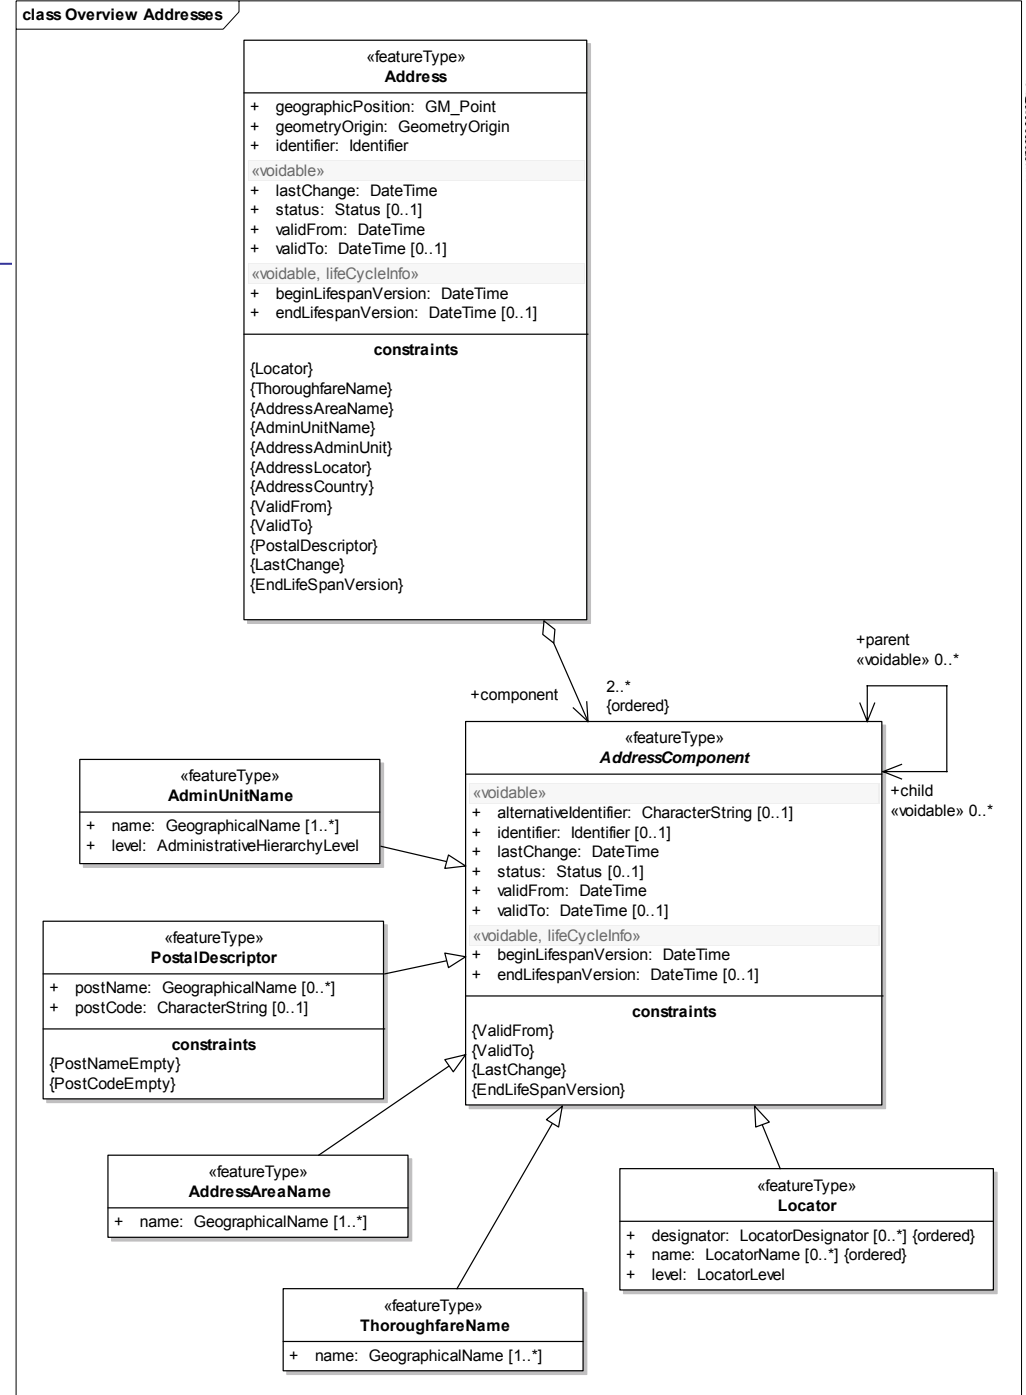 class Overview Addresses
«featureType»
Address
+ geographicPosition: GM_Point
+ geometryOrigin: GeometryOrigin
+ identifier: Identifier
«voidable»
+ lastChange: DateTime
+ status: Status [0..1]
+ validFrom: DateTime
+ validTo: DateTime [0..1]
«voidable, lifeCycleInfo»
+ beginLifespanVersion: DateTime
+ endLifespanVersion: DateTime [0..1]
constraints
{Locator}
{ThoroughfareName}
{AddressAreaName}
{AdminUnitName}
{AddressAdminUnit}
{AddressLocator}
{AddressCountry}
{ValidFrom}
{ValidTo}
{PostalDescriptor}
{LastChange}
{EndLifeSpanVersion}
+parent
«voidable» 0..*
+component
2..*
{ordered}
«featureType»
AddressComponent
«voidable»
+ alternativeIdentifier: CharacterString [0..1]
+ identifier: Identifier [0..1]
+ lastChange: DateTime
+ status: Status [0..1]
+ validFrom: DateTime
+ validTo: DateTime [0..1]
«voidable, lifeCycleInfo»
+ beginLifespanVersion: DateTime
+ endLifespanVersion: DateTime [0..1]
constraints
{ValidFrom}
{ValidTo}
{LastChange}
{EndLifeSpanVersion}
+child
«voidable» 0..*
«featureType»
AdminUnitName
+ name: GeographicalName [1..*]
+ level: AdministrativeHierarchyLevel
«featureType»
PostalDescriptor
+ postName: GeographicalName [0..*]
+ postCode: CharacterString [0..1]
constraints
{PostNameEmpty}
{PostCodeEmpty}
«featureType»
AddressAreaName
+ name: GeographicalName [1..*]
«featureType»
Locator
+ designator: LocatorDesignator [0..*] {ordered}
+ name: LocatorName [0..*] {ordered}
+ level: LocatorLevel
«featureType»
ThoroughfareName
+ name: GeographicalName [1..*]